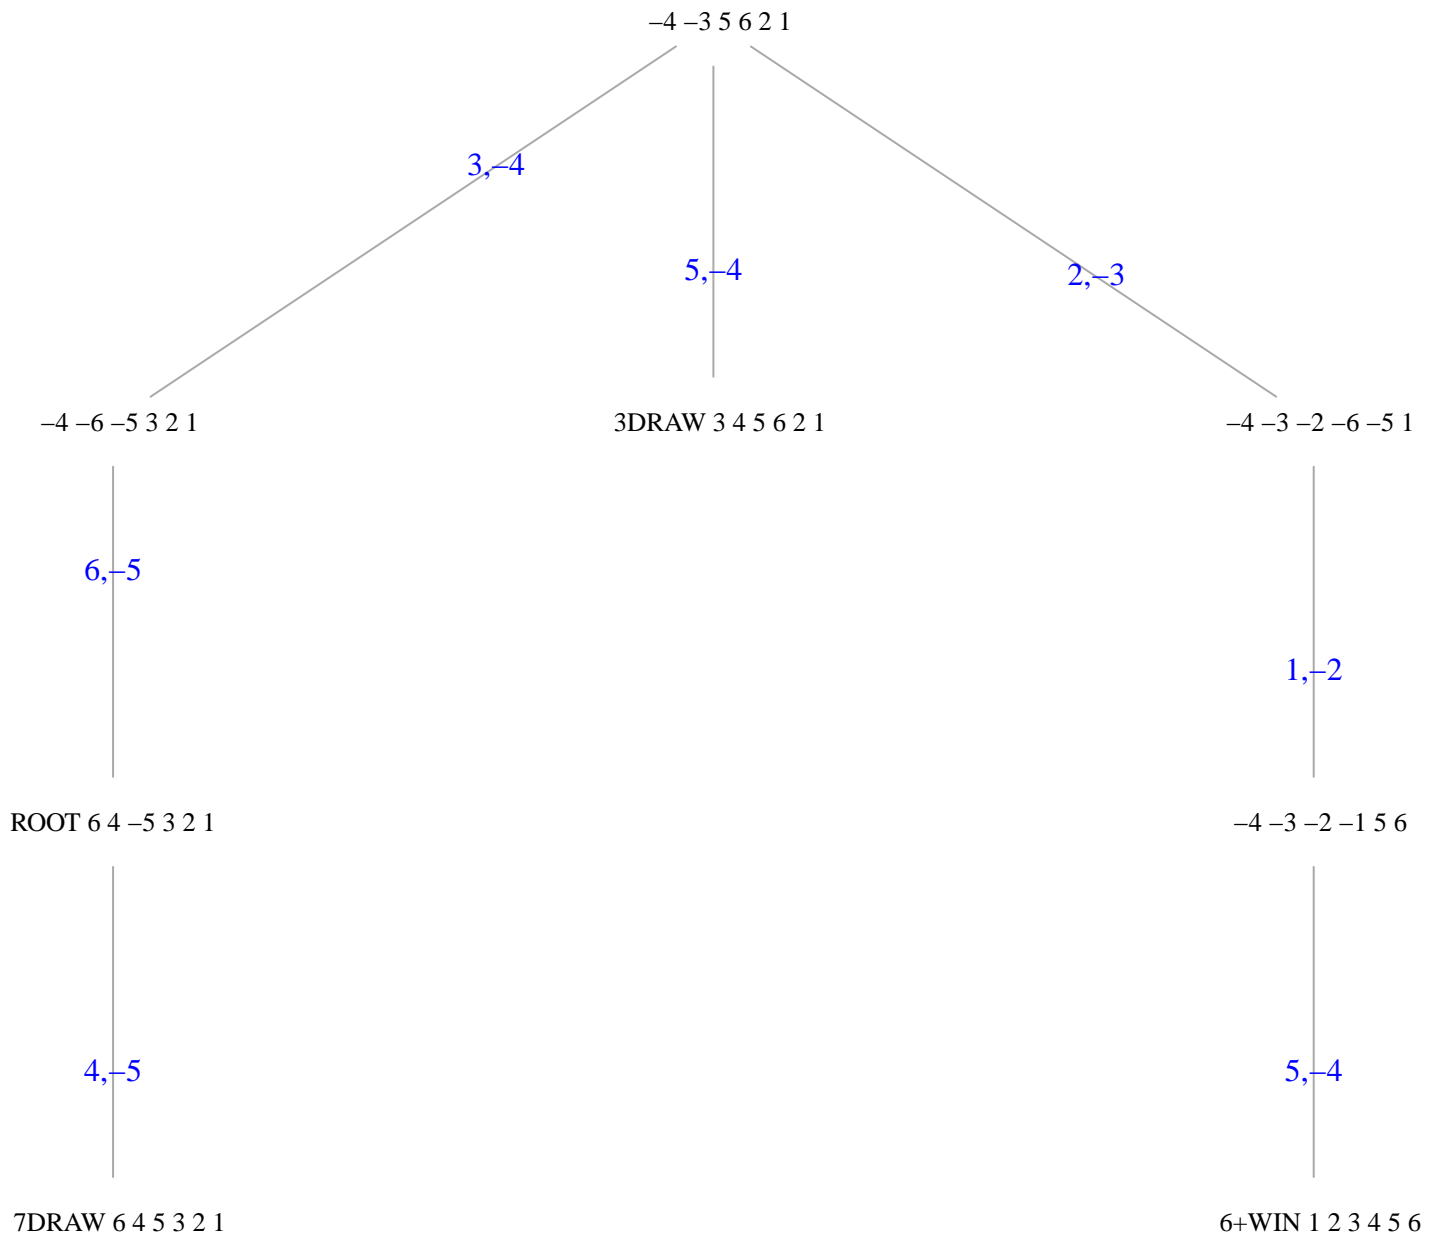 –4 –3 5 6 2 1
3,–4
5,–4
2,–3
–4 –6 –5 3 2 1
3DRAW 3 4 5 6 2 1
–4 –3 –2 –6 –5 1
6,–5
1,–2
ROOT 6 4 –5 3 2 1
–4 –3 –2 –1 5 6
4,–5
5,–4
7DRAW 6 4 5 3 2 1
6+WIN 1 2 3 4 5 6